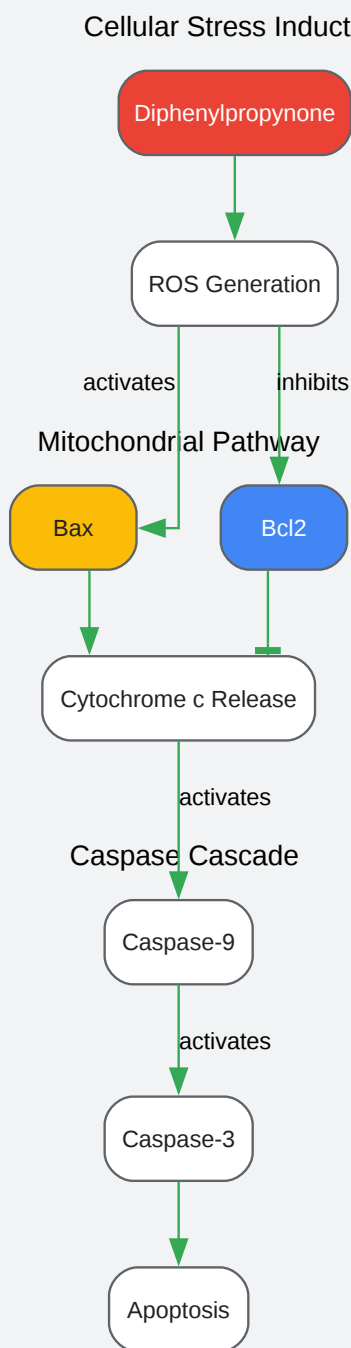 Cellular Stress Induct
Diphenylpropynone
ROS Generation
activates
inhibits
Mitochondrial Pathway
Bax
Bcl2
Cytochrome c Release
activates
Caspase Cascade
Caspase-9
activates
Caspase-3
Apoptosis